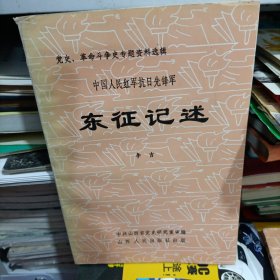 党史、革命斗争史专题资料选辑
中国人民红军抗日先锋军
东征记述
李吉
中共山西省委党史研究室编
山西人民出版社出版